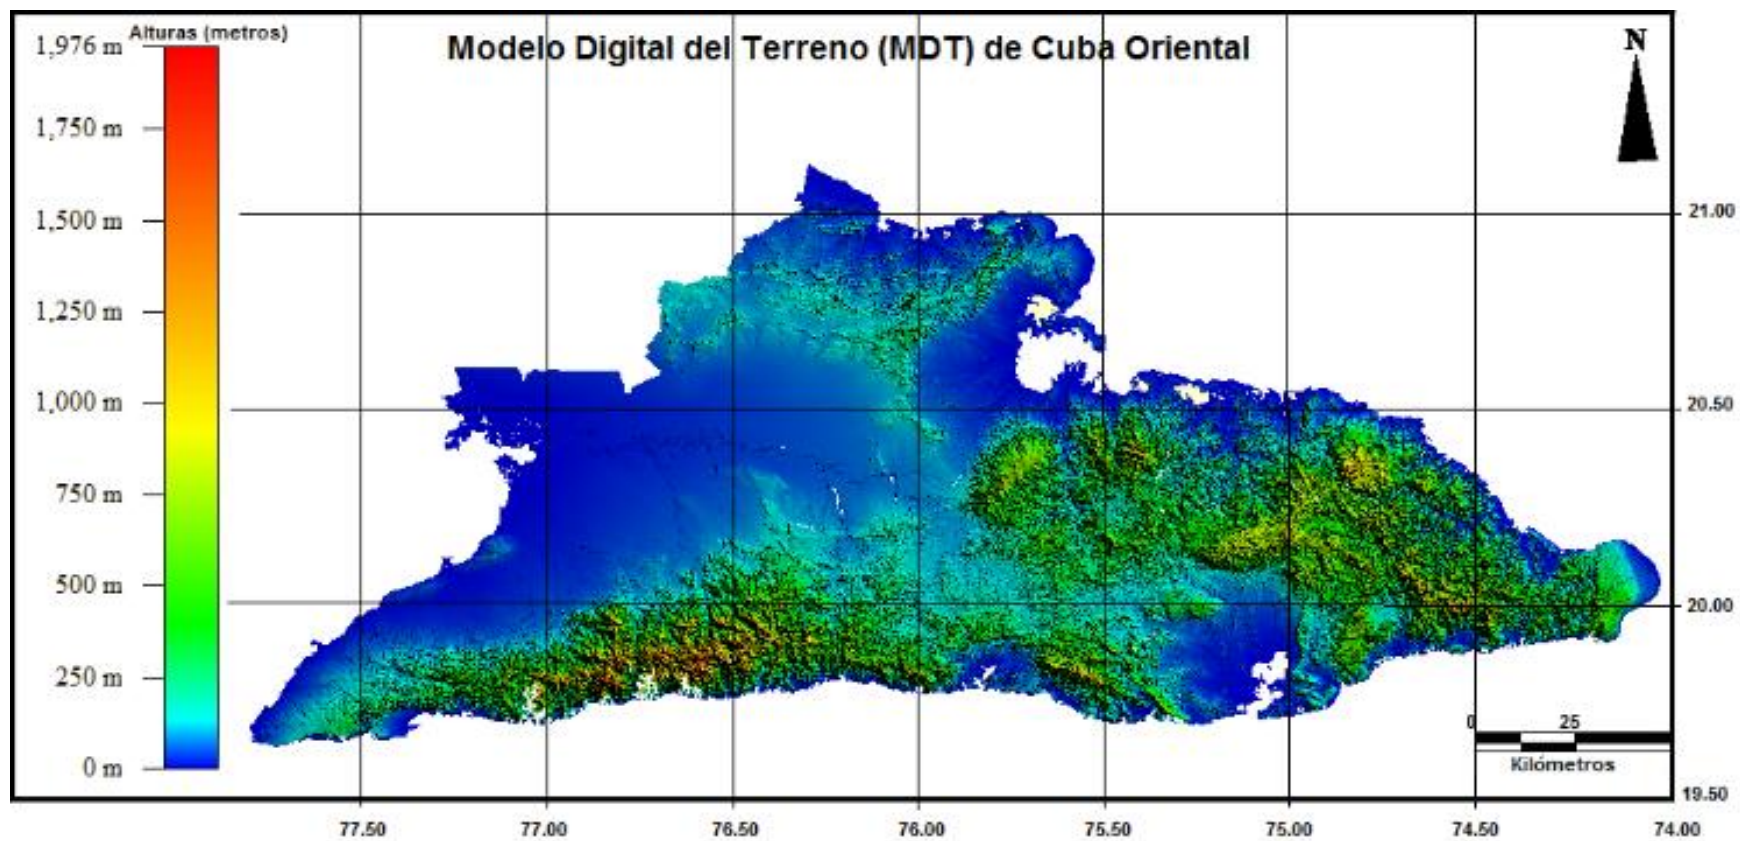 Alturas (metros)
Modelo Digital del Terreno (MDT) de Cuba Oriental
N
1,976 m
1,750 m
1,500 m
1,250 m
1,000 m
750 m
500 m
250 m
0 m
21.00
20.50
20.00
19.50
0 25
Kilómetros
77.50 77.00 76.50 76.00 75.50 75.00 74.50 74.00